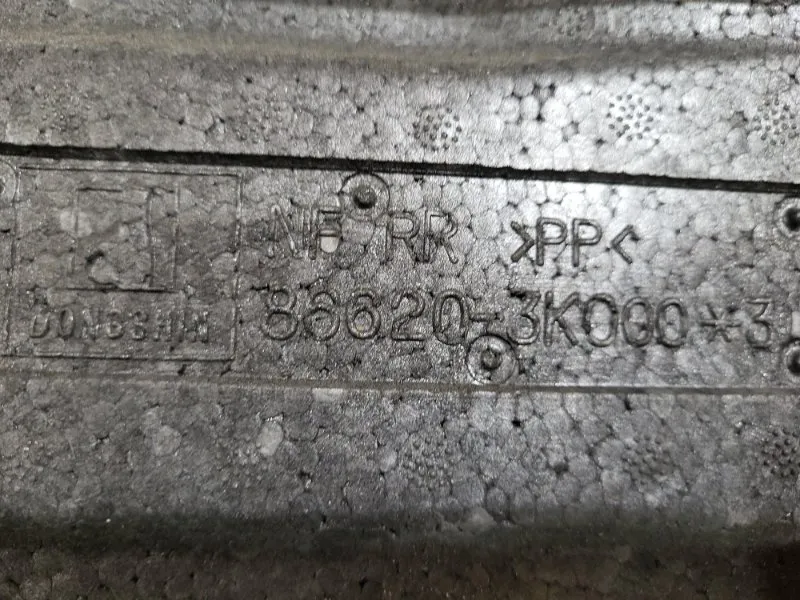 NF RR >PP<
86620-3K000*3
DONGSHIN